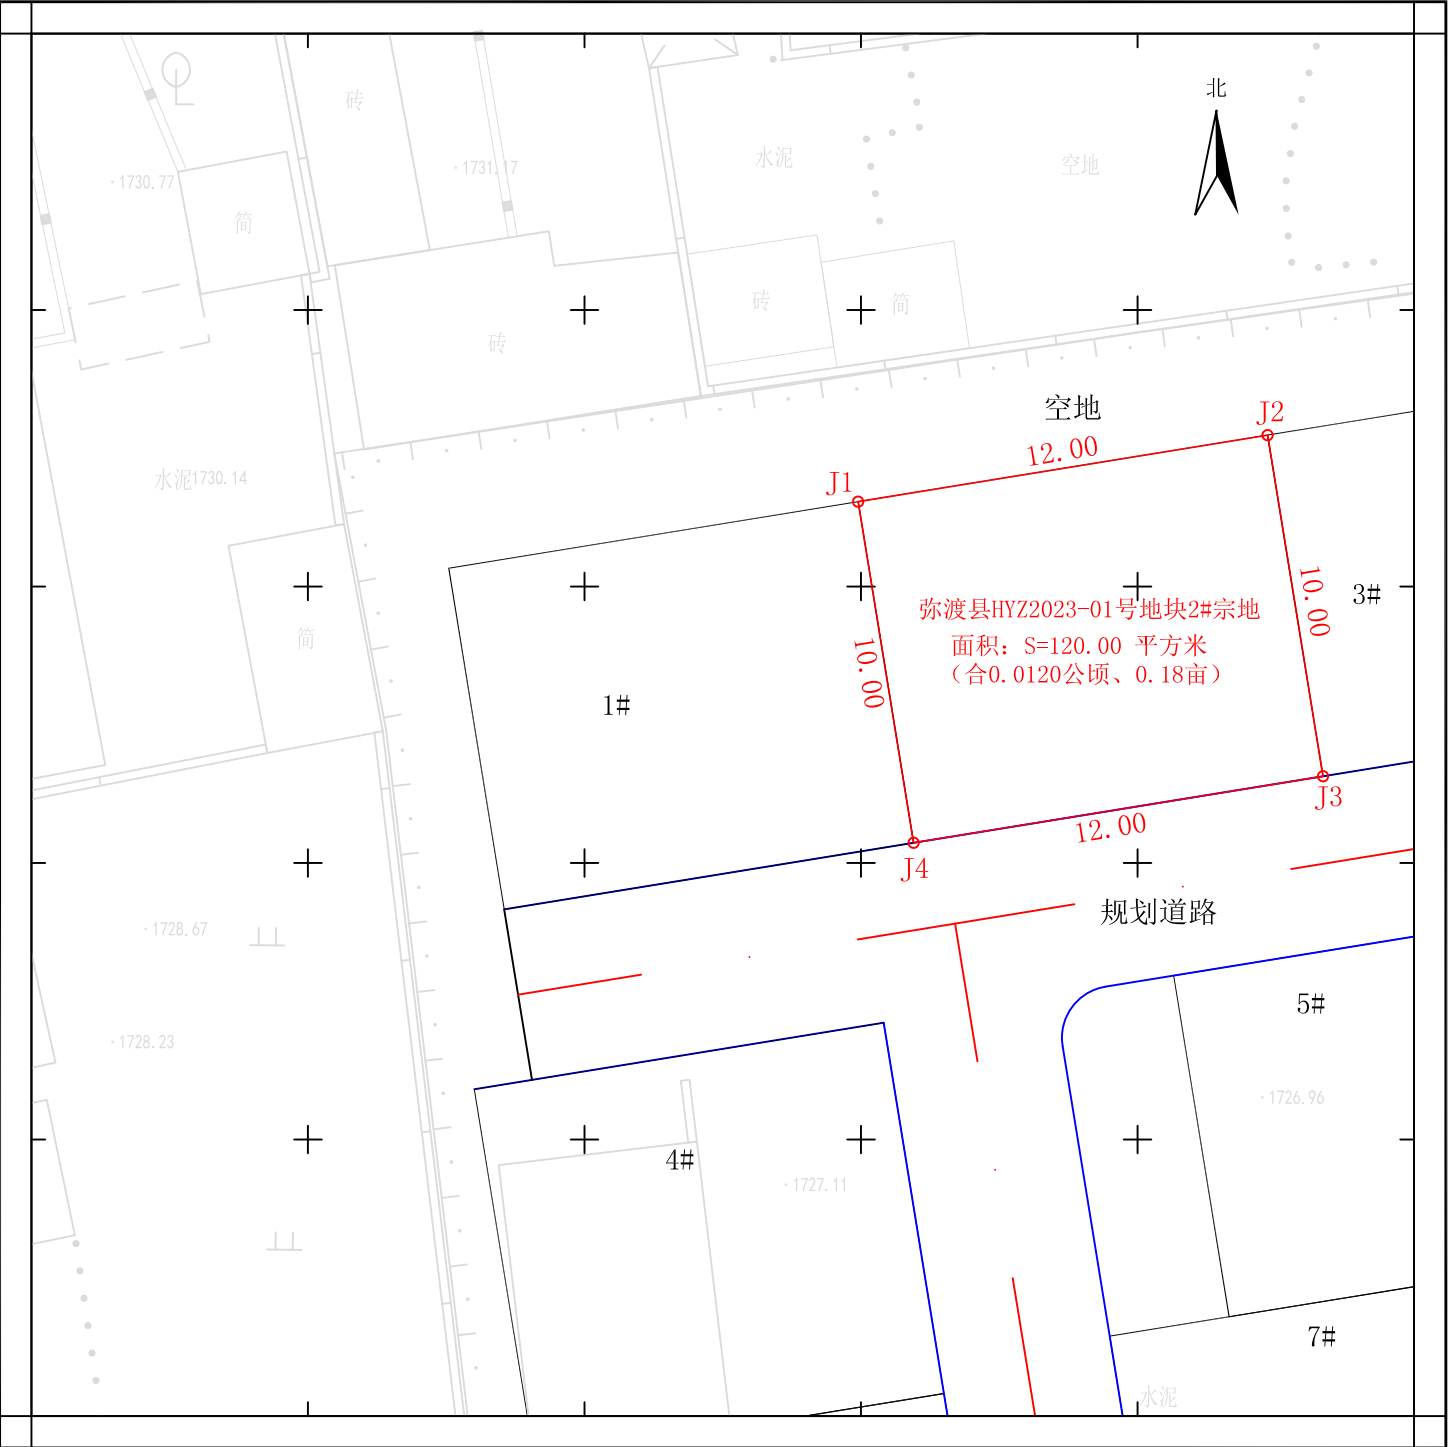 北
砖
1730.77
1731.17
水泥
空地
简
砖
简
砖
空地
J2
12.00
J1
水泥1730.14
10.00
3#
弥渡县HYZ2023-01号地块2#宗地
面积：S=120.00 平方米
（合0.0120公顷、0.18亩）
简
10.00
1#
J3
12.00
J4
规划道路
1728.67
5#
1728.23
1726.96
4#
1727.11
7#
水泥